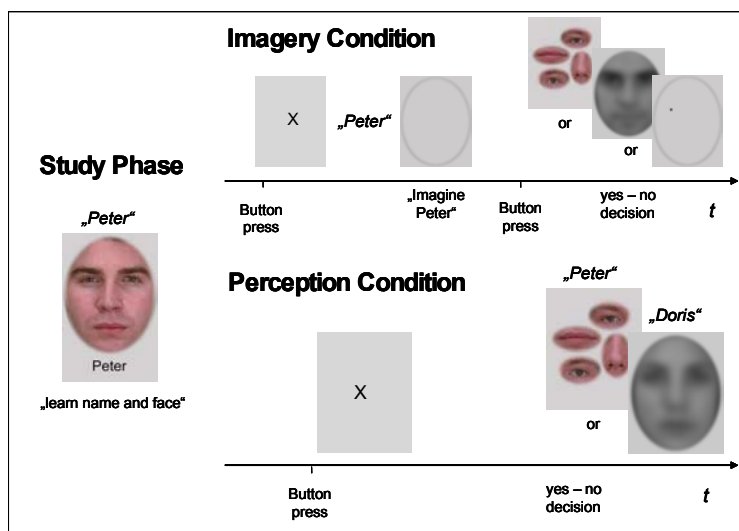 Imagery Condition
X
„Peter“
or
or
Button
press
„Imagine
Peter“
Button
press
yes – no
decision
t
Study Phase
„Peter“
Peter
„learn name and face“
Perception Condition
X
„Peter“
„Doris“
or
Button
press
yes – no
decision
t